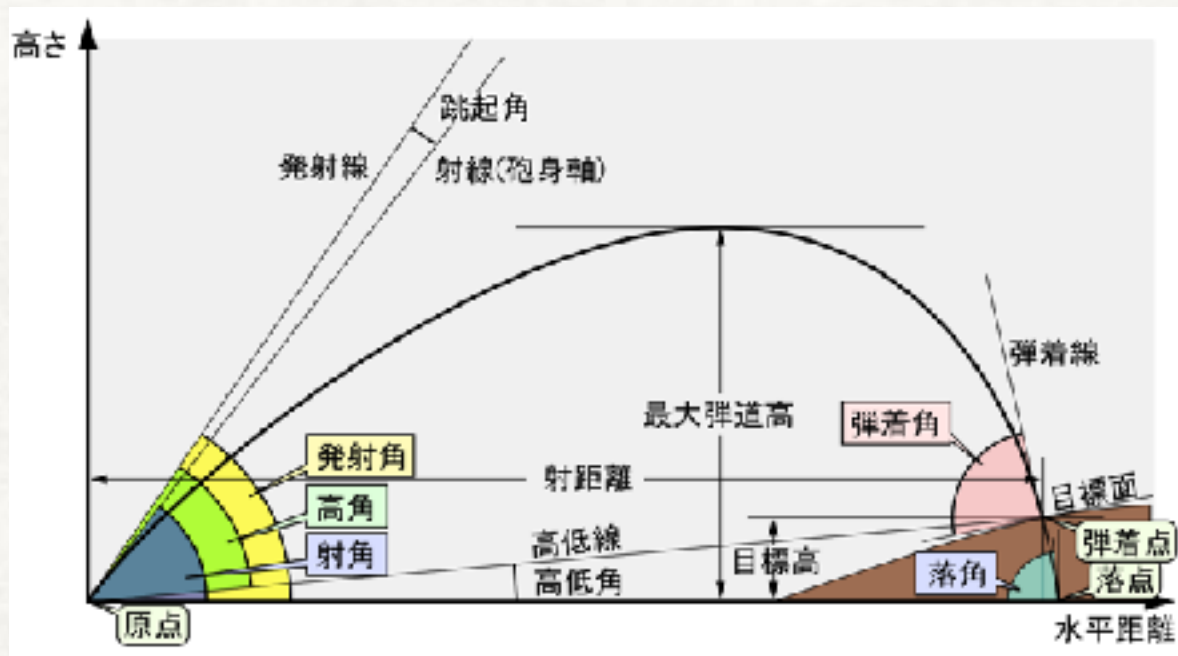 高さ
跳起角
発射線
射線(砲身軸)
弾着線
最大弾道高
弾着角
発射角
射距離
目標面
高角
高低線
弾着点
射角
高低角
目標高
落角
落点
原点
水平距離